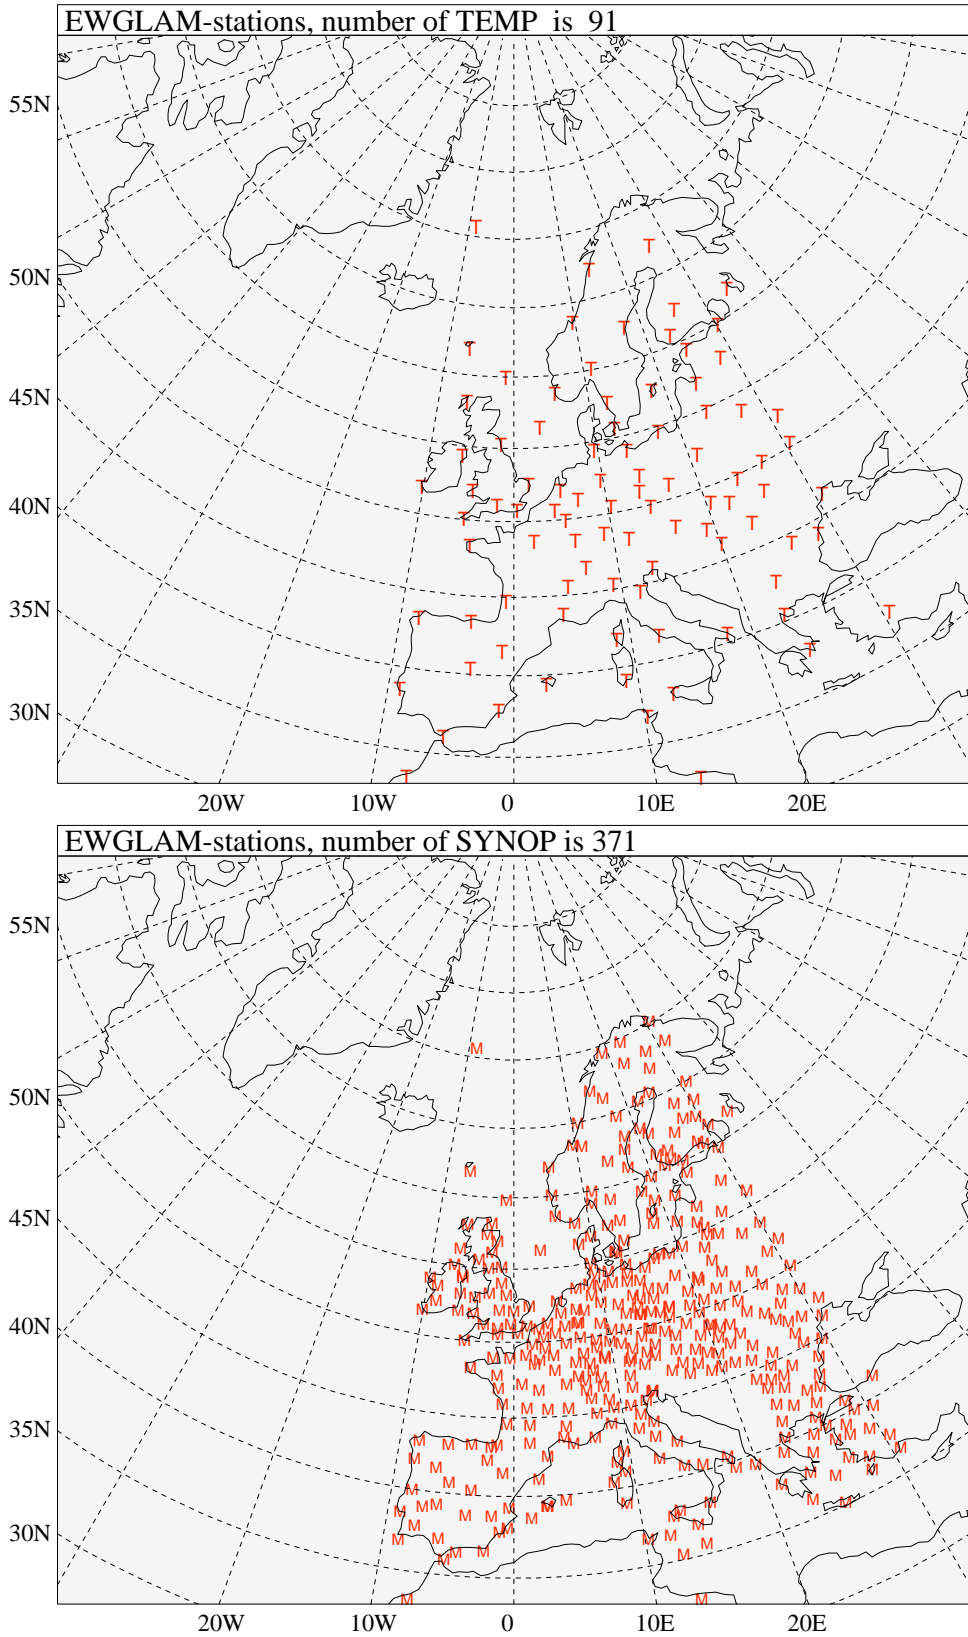 EWGLAM-stations, number of TEMP is 91
55N
50N
45N
40N
35N
30N
20W 10W 0 10E 20E
EWGLAM-stations, number of SYNOP is 371
55N
50N
45N
40N
35N
30N
20W 10W 0 10E 20E